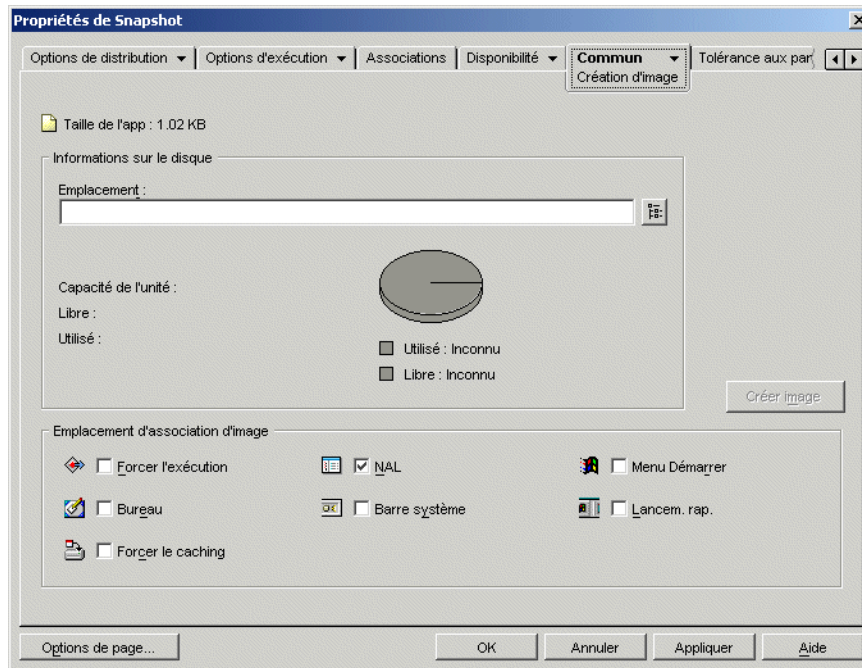 Propriétés de Snapshot
Options de distribution
Options d'exécution
Associations
Disponibilité
Commun
Tolérance aux
Création d'image
Taille de l'app : 1.02 KB
Informations sur le disque
Emplacement :
Capacité de l'unité :
Libre :
Utilisé :
Utilisé : Inconnu
Libre : Inconnu
Créer image
Emplacement d'association d'image
Forcer l'exécution
NAL
Menu Démarrer
Bureau
Barre système
Lancem. rap.
Forcer le caching
Options de page...
OK
Annuler
Appliquer
Aide